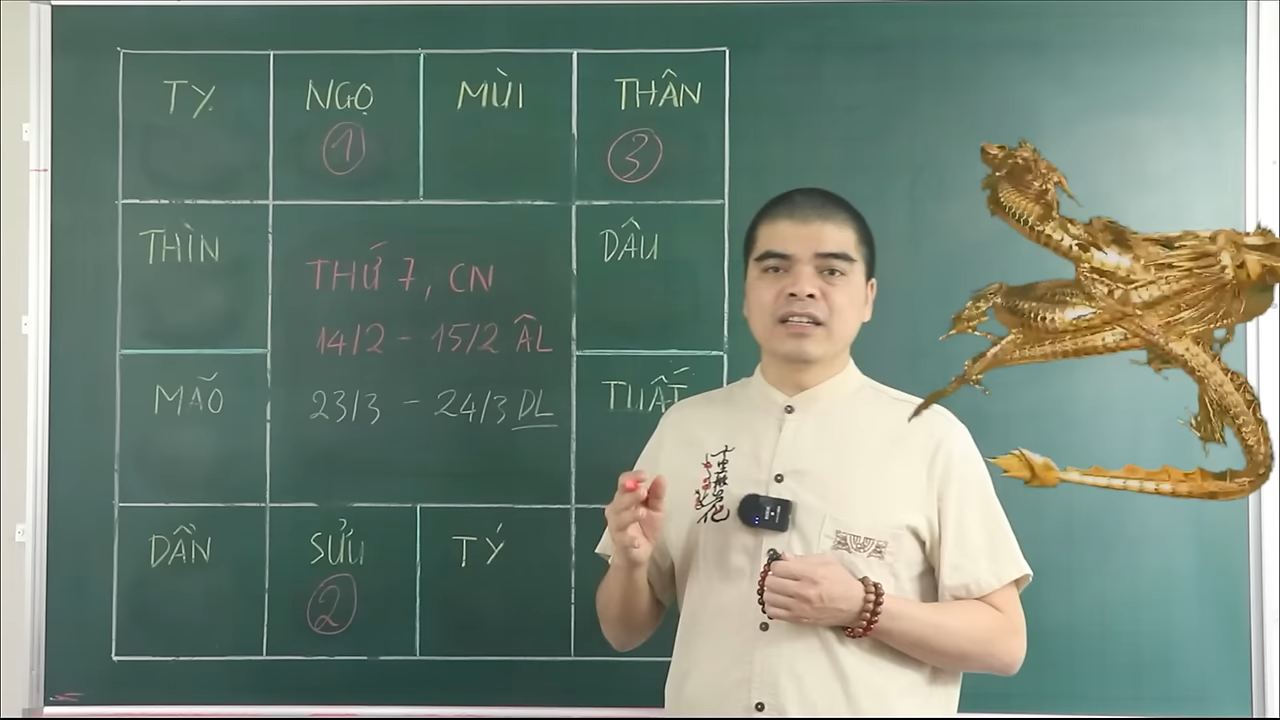 TỴ NGỌ MÙI THÂN
1 3
THÌN DẬU
THỨ 7, CN
14/2 - 15/2 ÂL
MÃO 23/3 - 24/3 DL TUẤT
DẦN SỬU TÝ
2